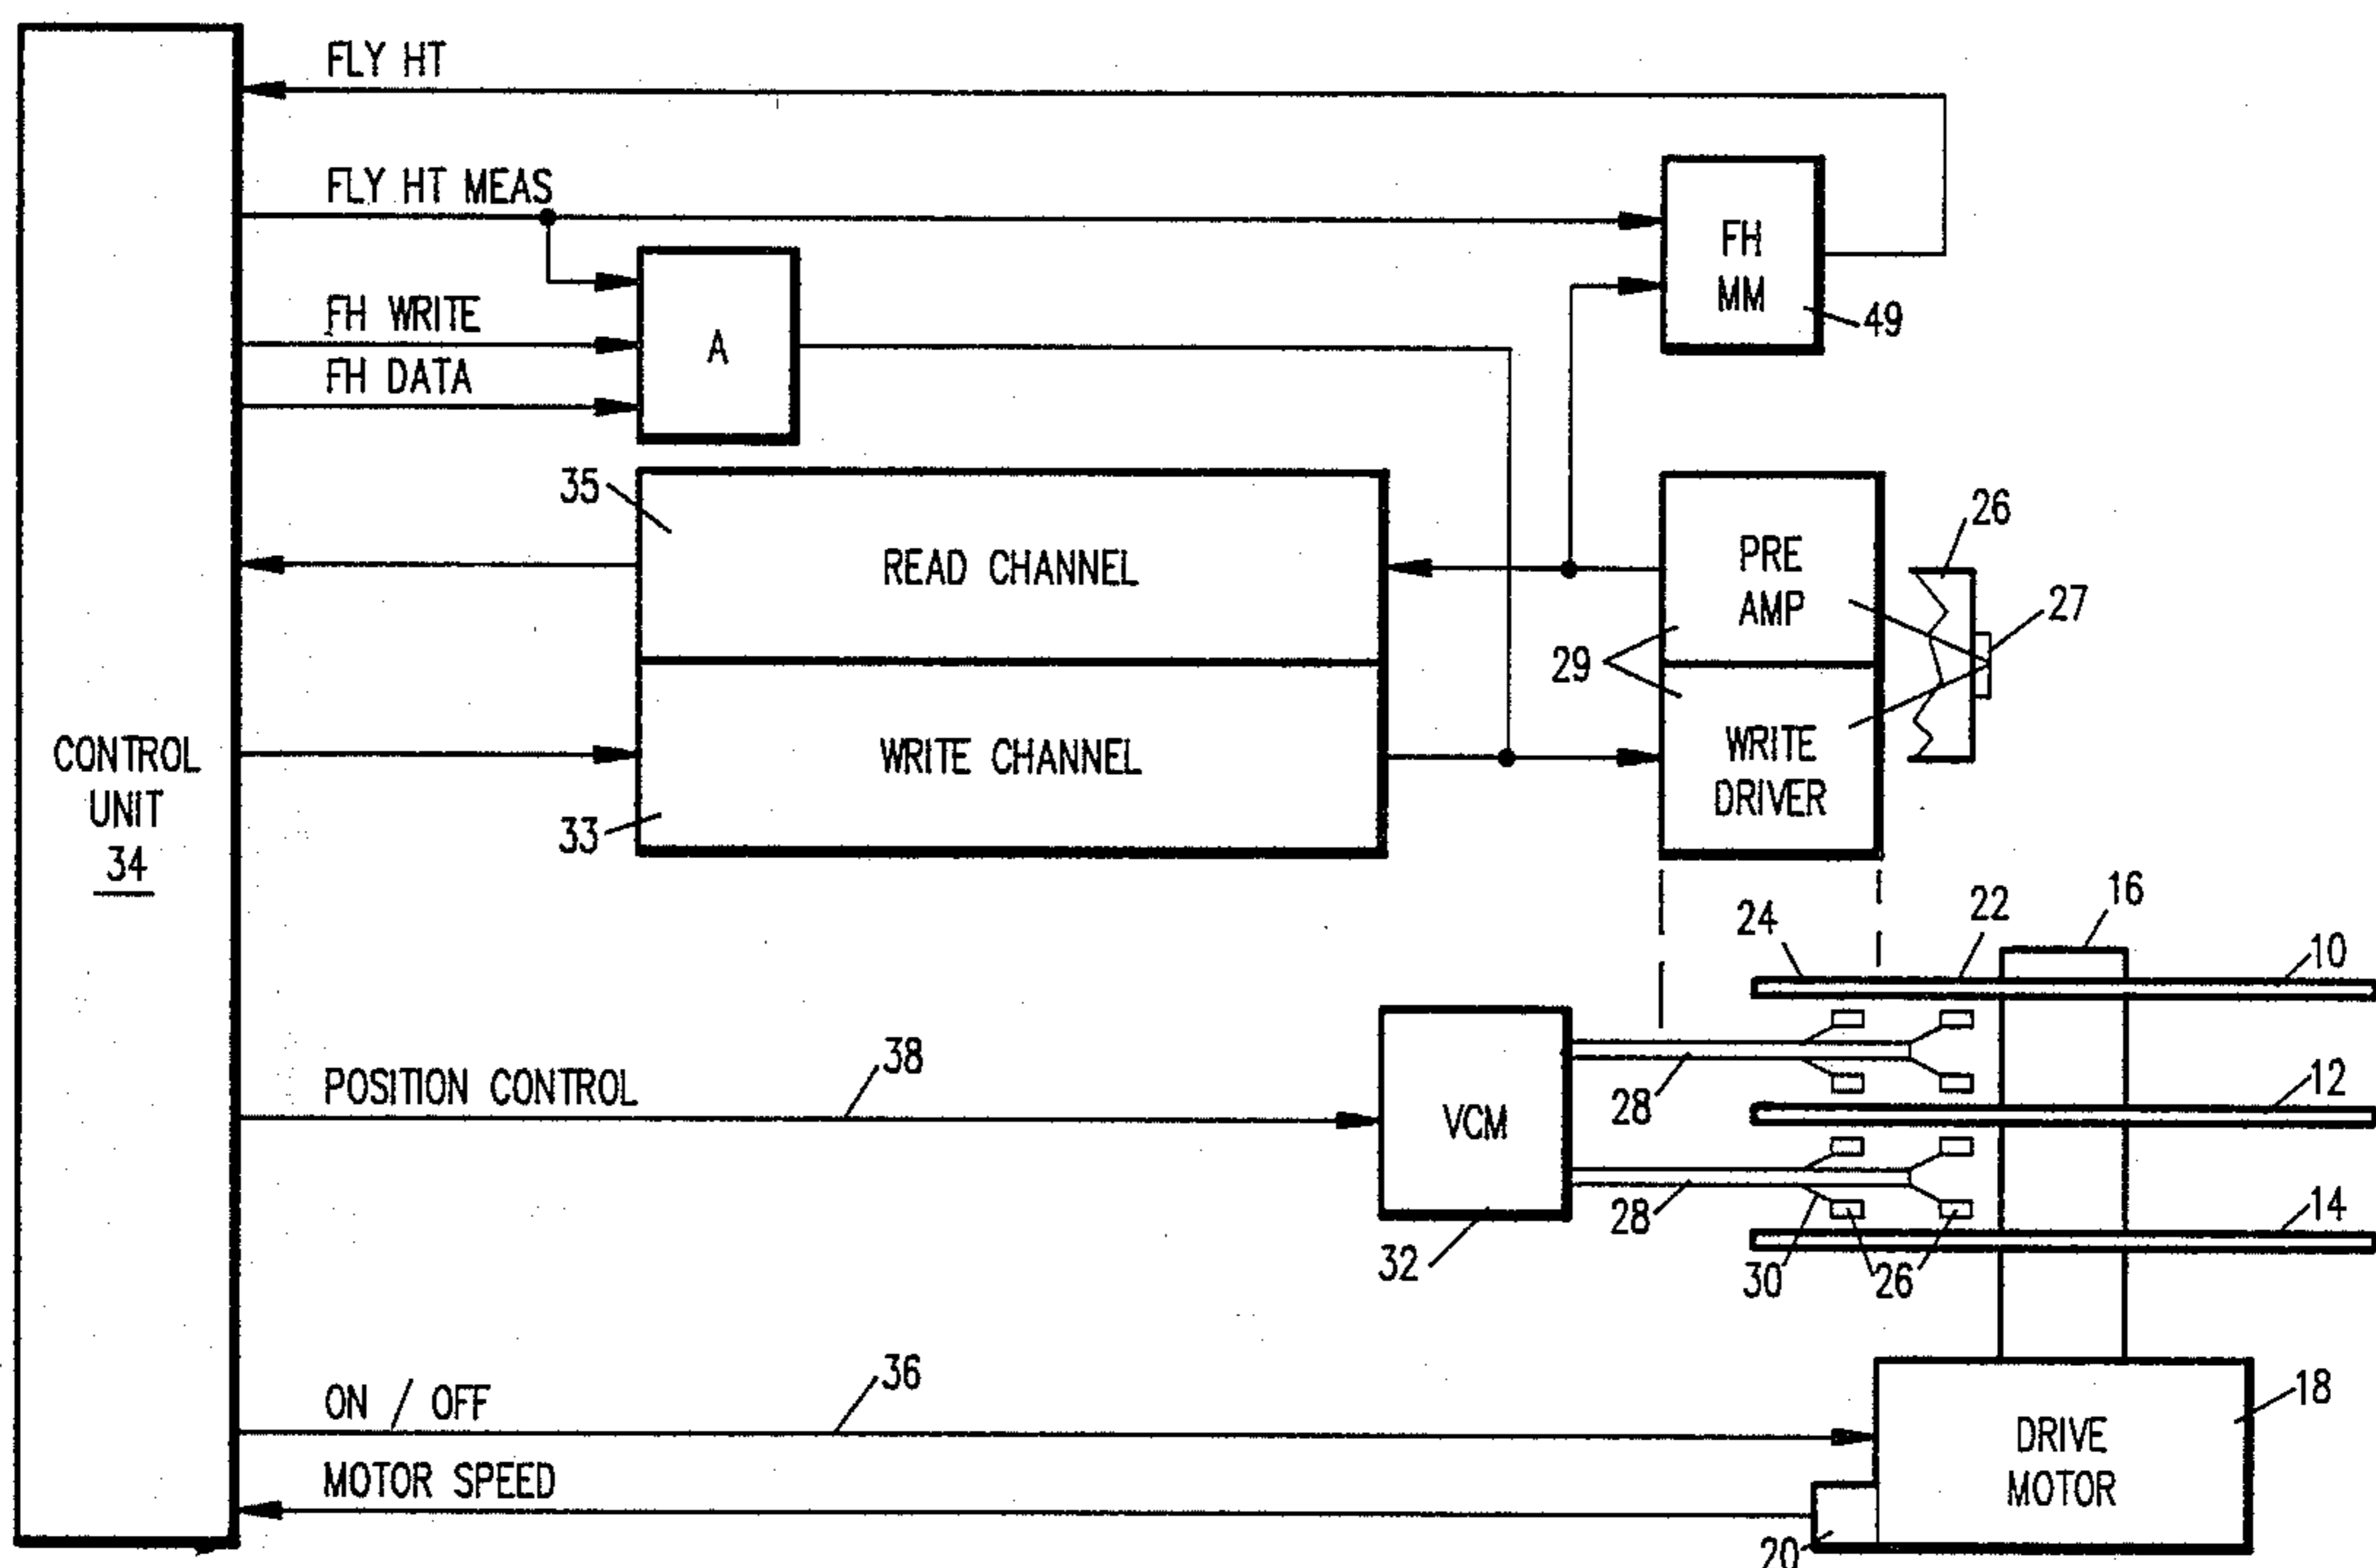 FLY HT
FLY HT MEAS
FH
MM
49
FH WRITE
A
FH DATA
35
READ CHANNEL
PRE
AMP
26
27
29
CONTROL
UNIT
34
WRITE CHANNEL
33
WRITE
DRIVER
24
22
16
10
POSITION CONTROL
38
VCM
28
12
28
32
30
26
14
ON / OFF
36
18
DRIVE
MOTOR
MOTOR SPEED
20